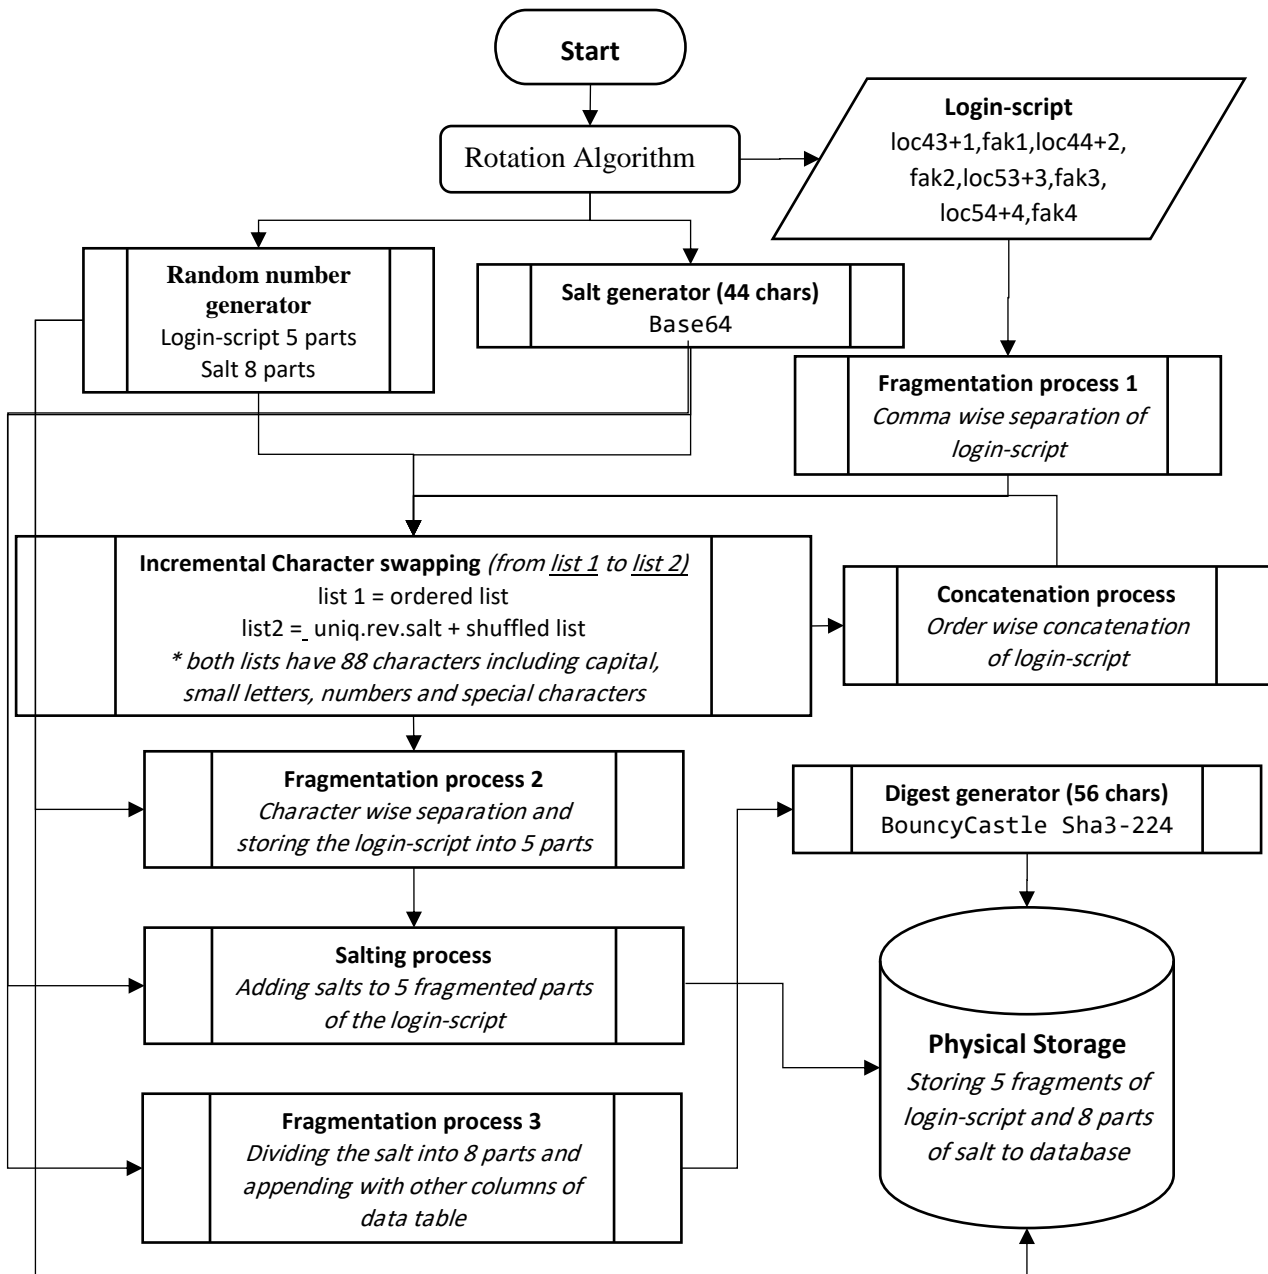 Start
Rotation Algorithm
Login-script
loc43+1,fak1,loc44+2,
fak2,loc53+3,fak3,
loc54+4,fak4
Random number
generator
Login-script 5 parts
Salt 8 parts
Salt generator (44 chars)
Base64
Fragmentation process 1
Comma wise separation of
login-script
Incremental Character swapping (from list 1 to list 2)
list 1 = ordered list
list2 = uniq.rev.salt + shuffled list
* both lists have 88 characters including capital,
small letters, numbers and special characters
Concatenation process
Order wise concatenation
of login-script
Fragmentation process 2
Character wise separation and
storing the login-script into 5 parts
Digest generator (56 chars)
BouncyCastle Sha3-224
Salting process
Adding salts to 5 fragmented parts
of the login-script
Physical Storage
Storing 5 fragments of
login-script and 8 parts
of salt to database
Fragmentation process 3
Dividing the salt into 8 parts and
appending with other columns of
data table